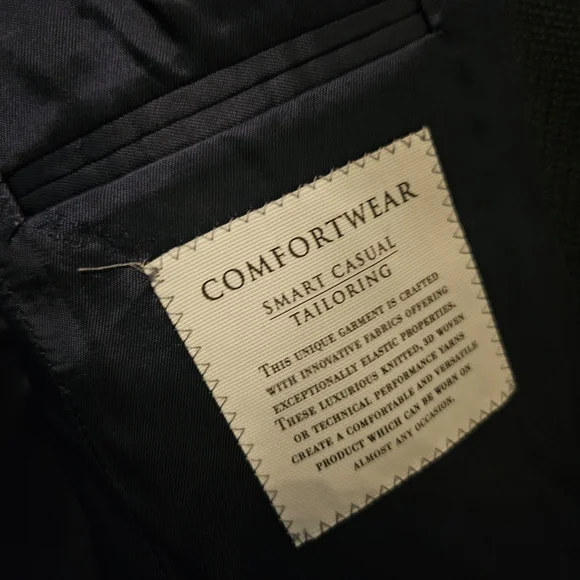 COMFORTWEAR
SMART CASUAL
TAILORING
THIS UNIQUE GARMENT IS CRAFTED
WITH INNOVATIVE FABRICS OFFERING
EXCEPTIONALLY ELASTIC PROPERTIES.
THESE LUXURIOUS KNITTED, 3D WOVEN
OR TECHNICAL PERFORMANCE YARNS
CREATE A COMFORTABLE AND VERSATILE
PRODUCT WHICH CAN BE WORN ON
ALMOST ANY OCCASION.